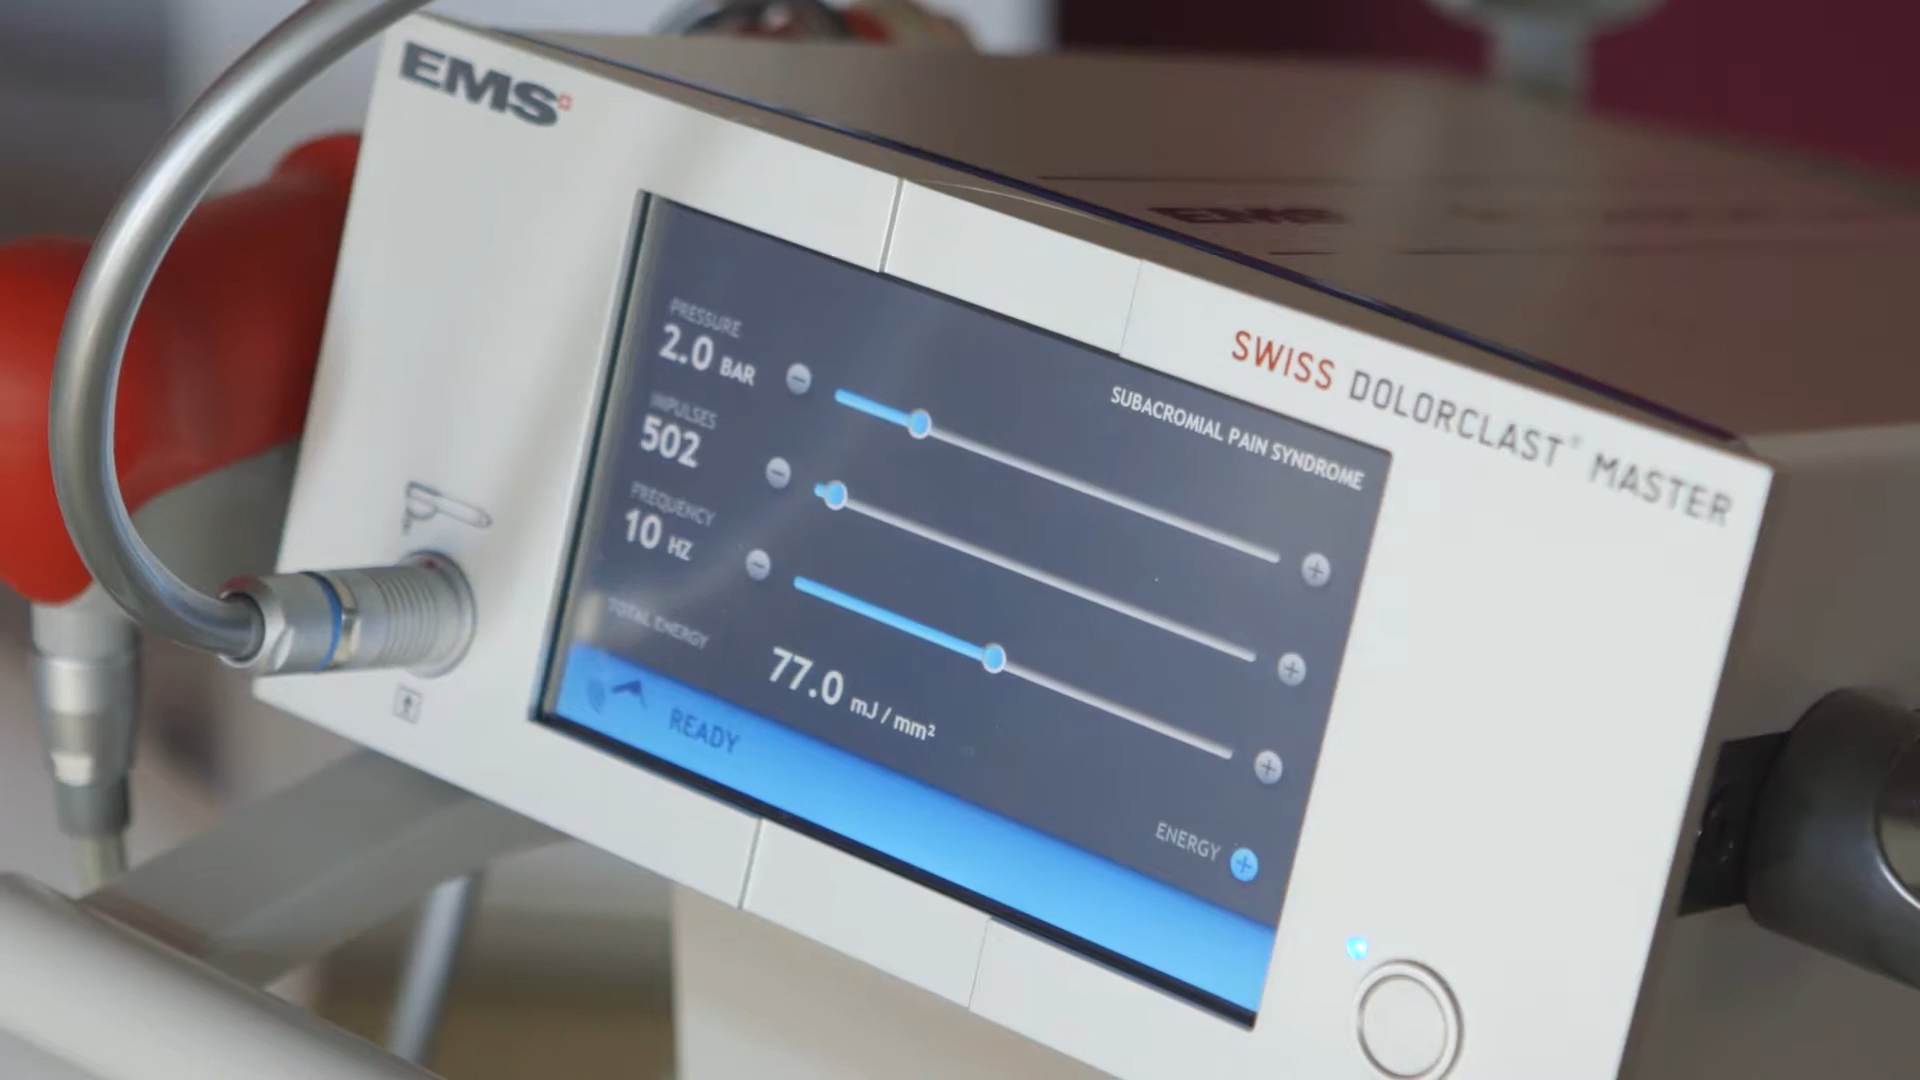 EMS
SWISS DOLORCLAST® MASTER
SUBACROMIAL PAIN SYNDROME
PRESSURE
2.0 BAR
IMPULSES
502
FREQUENCY
10 HZ
TOTAL ENERGY
77.0 mJ / mm²
ENERGY
READY
EMS